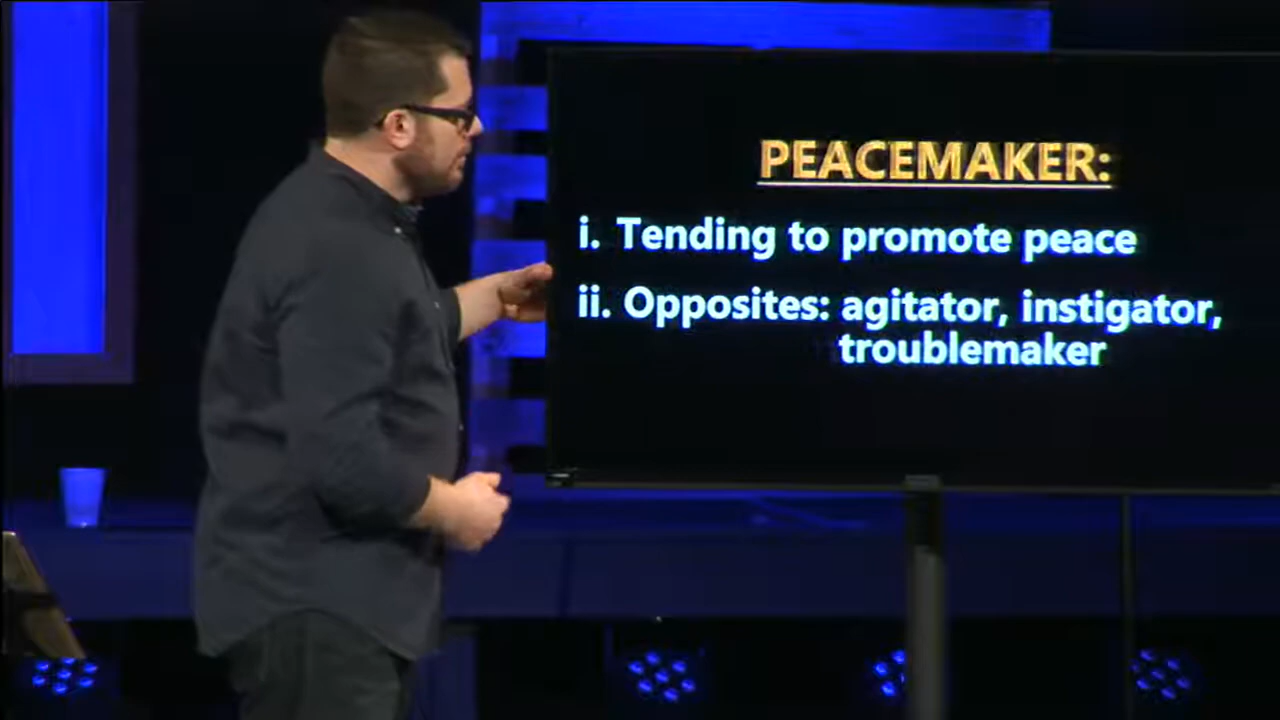 PEACEMAKER:
i. Tending to promote peace
ii. Opposites: agitator, instigator,
troublemaker